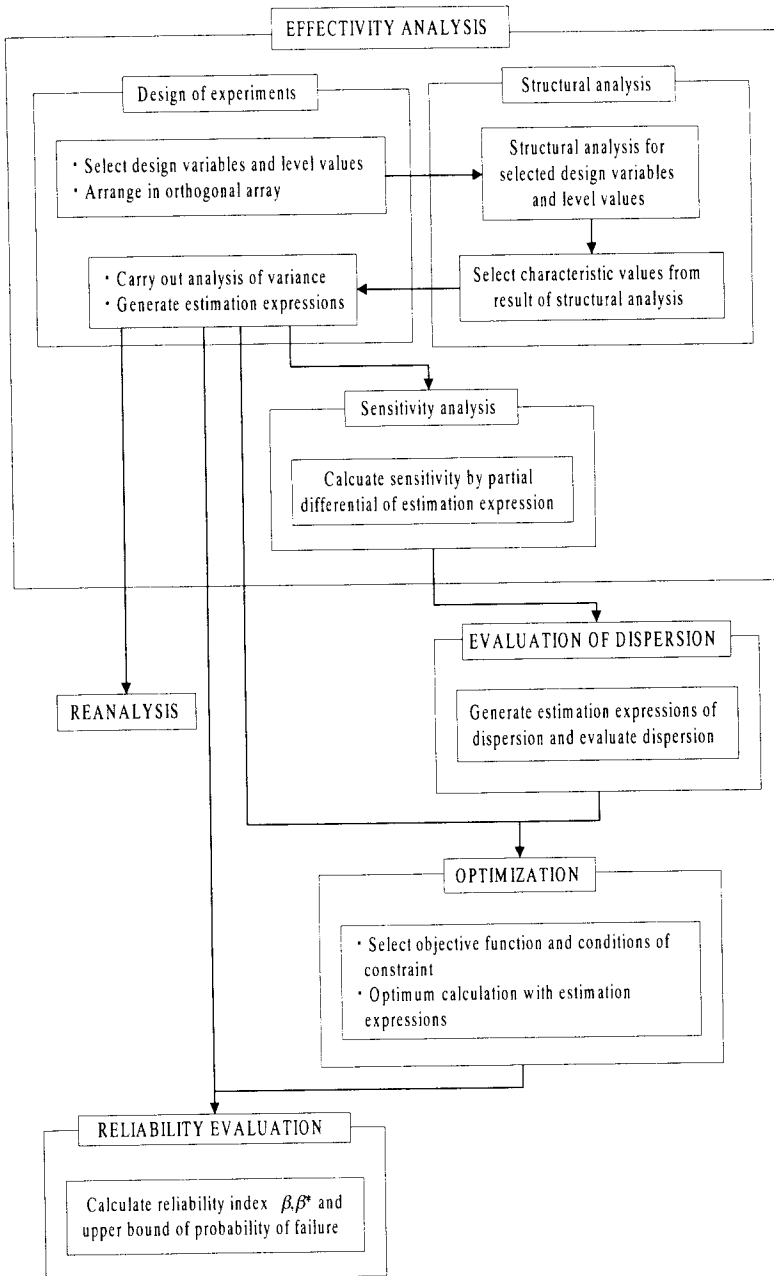 EFFECTIVITY ANALYSIS
Design of experiments
Structural analysis
・Select design variables and level values
・Arrange in orthogonal array
Structural analysis for
selected design variables
and level values
・Carry out analysis of variance
・Generate estimation expressions
Select characteristic values from
result of structural analysis
Sensitivity analysis
Calcuate sensitivity by partial
differential of estimation expression
EVALUATION OF DISPERSION
Generate estimation expressions of
dispersion and evaluate dispersion
REANALYSIS
OPTIMIZATION
・Select objective function and conditions of
constraint
・Optimum calculation with estimation
expressions
RELIABILITY EVALUATION
Calculate reliability index β,β* and
upper bound of probability of failure